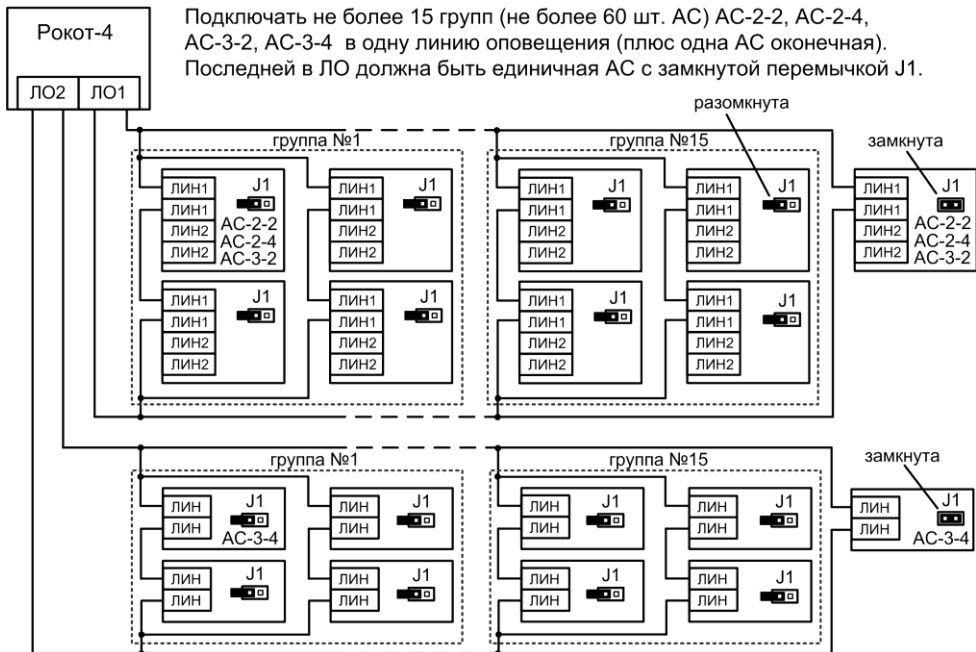 Рокот-4
ЛО2 ЛО1
Подключать не более 15 групп (не более 60 шт. АС) АС-2-2, АС-2-4,
АС-3-2, АС-3-4 в одну линию оповещения (плюс одна АС оконечная).
Последней в ЛО должна быть единичная АС с замкнутой перемычкой J1.
разомкнута
замкнута
группа №1
группа №15
ЛИН1
ЛИН1
ЛИН2
ЛИН2
J1
АС-2-2
АС-2-4
АС-3-2
ЛИН1
ЛИН1
ЛИН2
ЛИН2
J1
ЛИН1
ЛИН1
ЛИН2
ЛИН2
J1
ЛИН1
ЛИН1
ЛИН2
ЛИН2
J1
ЛИН1
ЛИН1
ЛИН2
ЛИН2
J1
АС-2-2
АС-2-4
АС-3-2
ЛИН1
ЛИН1
ЛИН2
ЛИН2
J1
ЛИН1
ЛИН1
ЛИН2
ЛИН2
J1
ЛИН1
ЛИН1
ЛИН2
ЛИН2
J1
ЛИН1
ЛИН1
ЛИН2
ЛИН2
J1
группа №1
группа №15
замкнута
ЛИН
ЛИН
J1
АС-3-4
ЛИН
ЛИН
J1
ЛИН
ЛИН
J1
ЛИН
ЛИН
J1
ЛИН
ЛИН
J1
АС-3-4
ЛИН
ЛИН
J1
ЛИН
ЛИН
J1
ЛИН
ЛИН
J1
ЛИН
ЛИН
J1